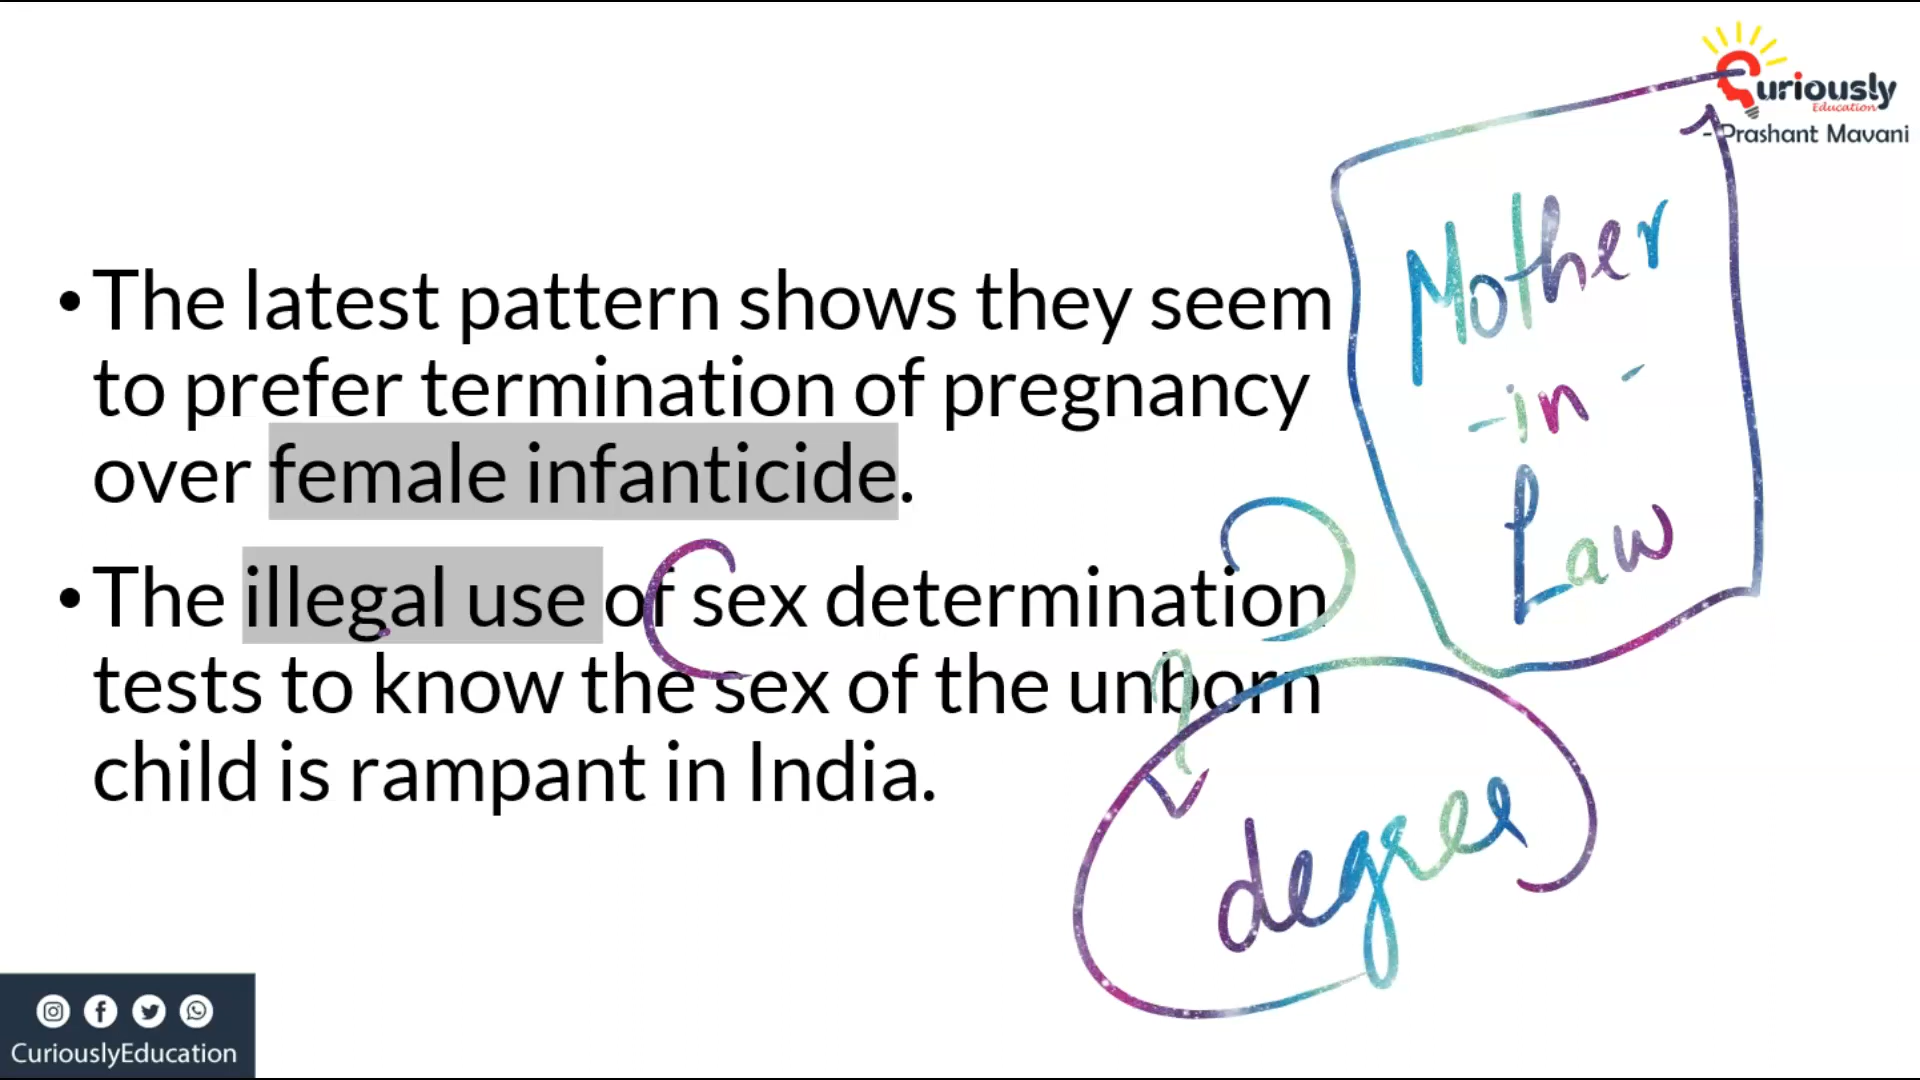 Curiously
Education
- Prashant Mavani
• The latest pattern shows they seem
to prefer termination of pregnancy
over female infanticide.
• The illegal use of sex determination
tests to know the sex of the unborn
child is rampant in India.
Mother
-in-
Law
degree
CuriouslyEducation